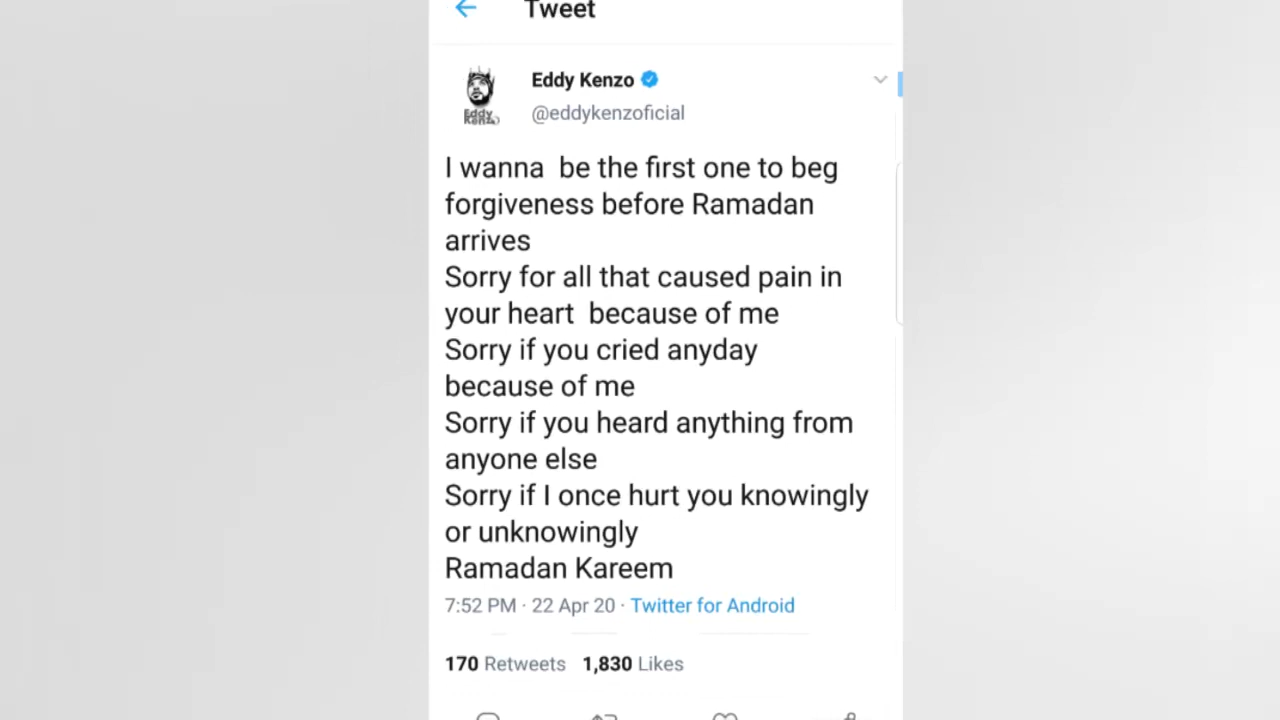 Tweet
Eddy Kenzo
@eddykenzoficial
Eddy
Kenzo
I wanna be the first one to beg
forgiveness before Ramadan
arrives
Sorry for all that caused pain in
your heart because of me
Sorry if you cried anyday
because of me
Sorry if you heard anything from
anyone else
Sorry if I once hurt you knowingly
or unknowingly
Ramadan Kareem
7:52 PM · 22 Apr 20 · Twitter for Android
170 Retweets 1,830 Likes